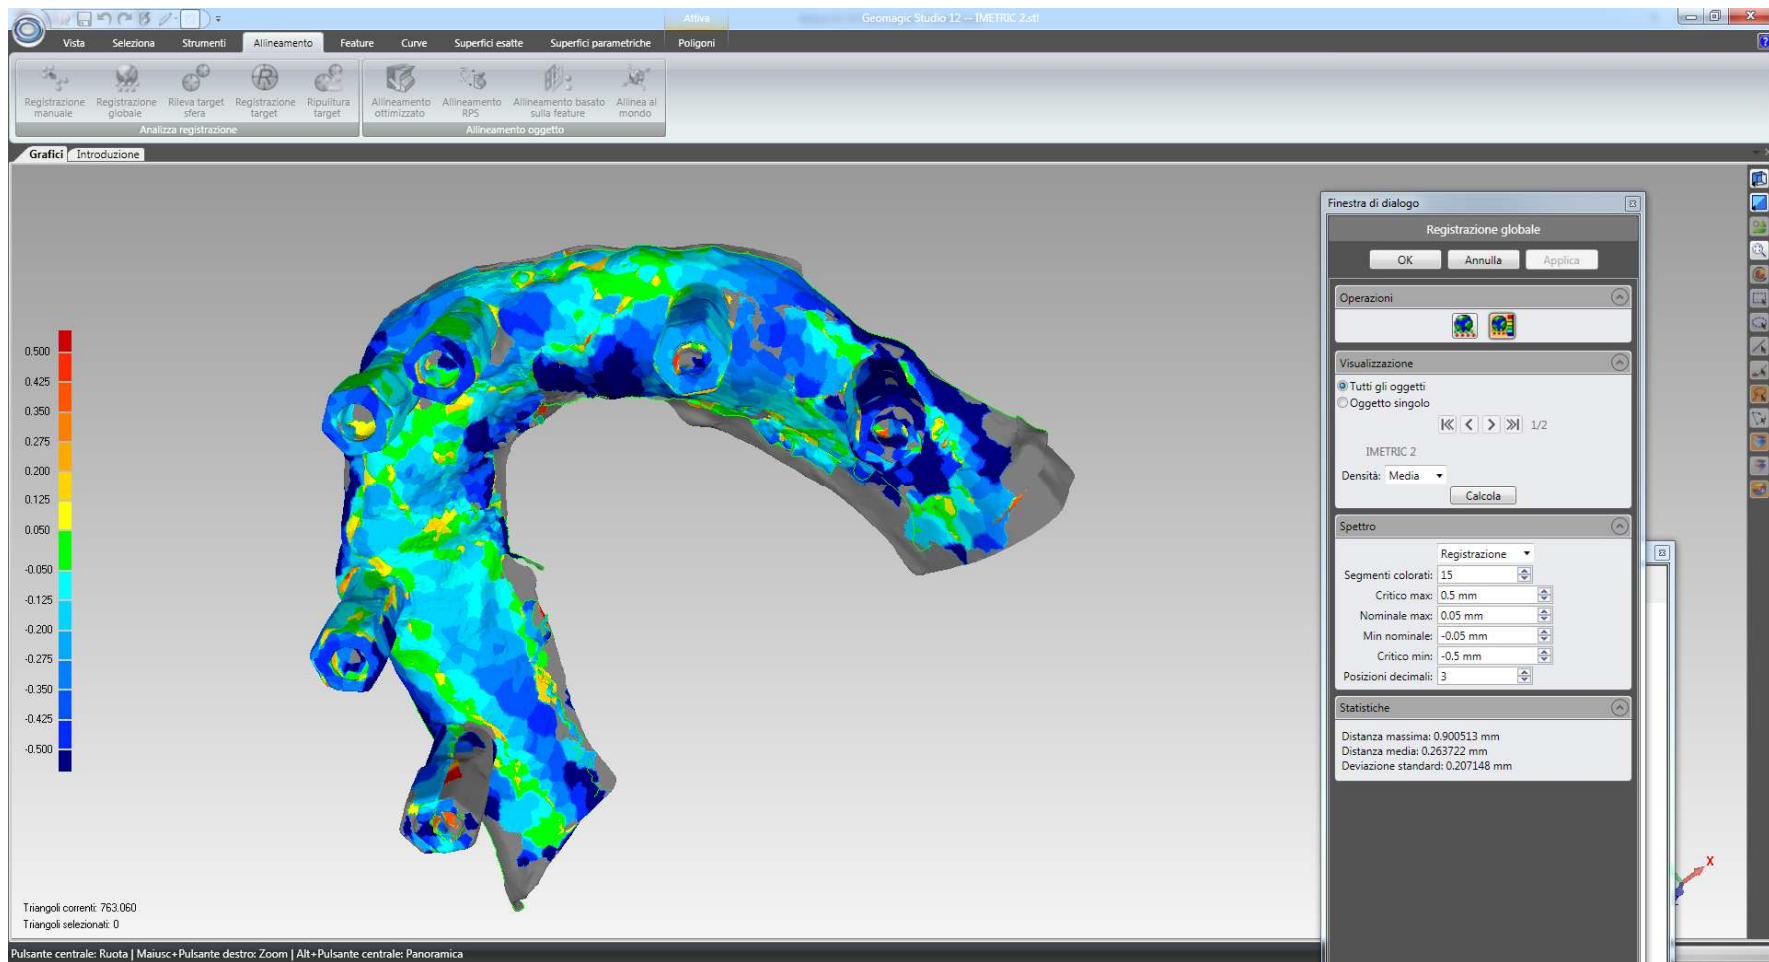 Attiva
Geomagic Studio 12 -- IMETRIC 2.stl
Vista Seleziona Strumenti Allineamento Feature Curve Superfici esatte Superfici parametriche Poligoni
Registrazione manuale
Registrazione globale
Rileva target sfera
Registrazione target
Ripulitura target
Allineamento ottimizzato
Allineamento RPS
Allineamento basato sulla feature
Allinea al mondo
Analizza registrazione
Allineamento oggetto
Grafici Introduzione
0.500
0.425
0.350
0.275
0.200
0.125
0.050
-0.050
-0.125
-0.200
-0.275
-0.350
-0.425
-0.500
Finestra di dialogo
Registrazione globale
OK Annulla Applica
Operazioni
Visualizzazione
Tutti gli oggetti
Oggetto singolo
1/2
IMETRIC 2
Densità: Media
Calcola
Spettro
Registrazione
Segmenti colorati: 15
Critico max: 0.5 mm
Nominale max: 0.05 mm
Min nominale: -0.05 mm
Critico min: -0.5 mm
Posizioni decimali: 3
Statistiche
Distanza massima: 0.900513 mm
Distanza media: 0.263722 mm
Deviazione standard: 0.207148 mm
X
Triangoli correnti: 763.060
Triangoli selezionati: 0
Pulsante centrale: Ruota | Maiusc+Pulsante destro: Zoom | Alt+Pulsante centrale: Panoramica